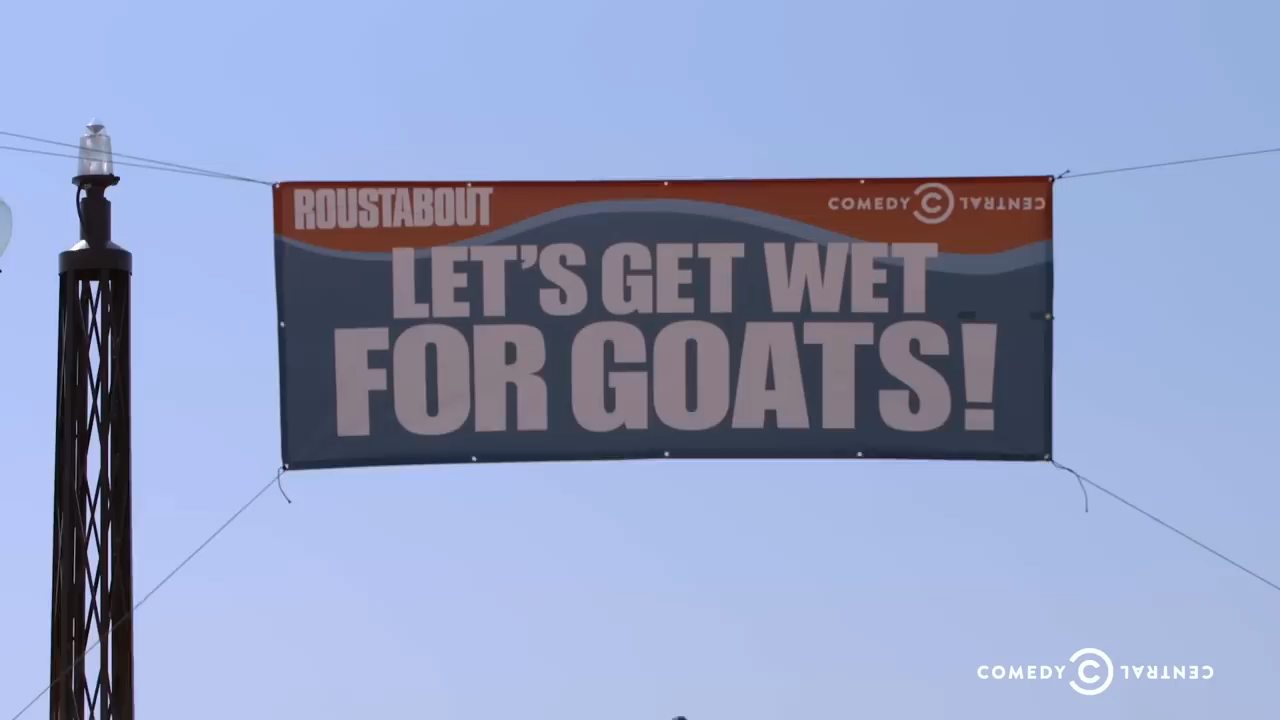 ROUSTABOUT
COMEDY CENTRAL
LET'S GET WET
FOR GOATS!
COMEDY CENTRAL